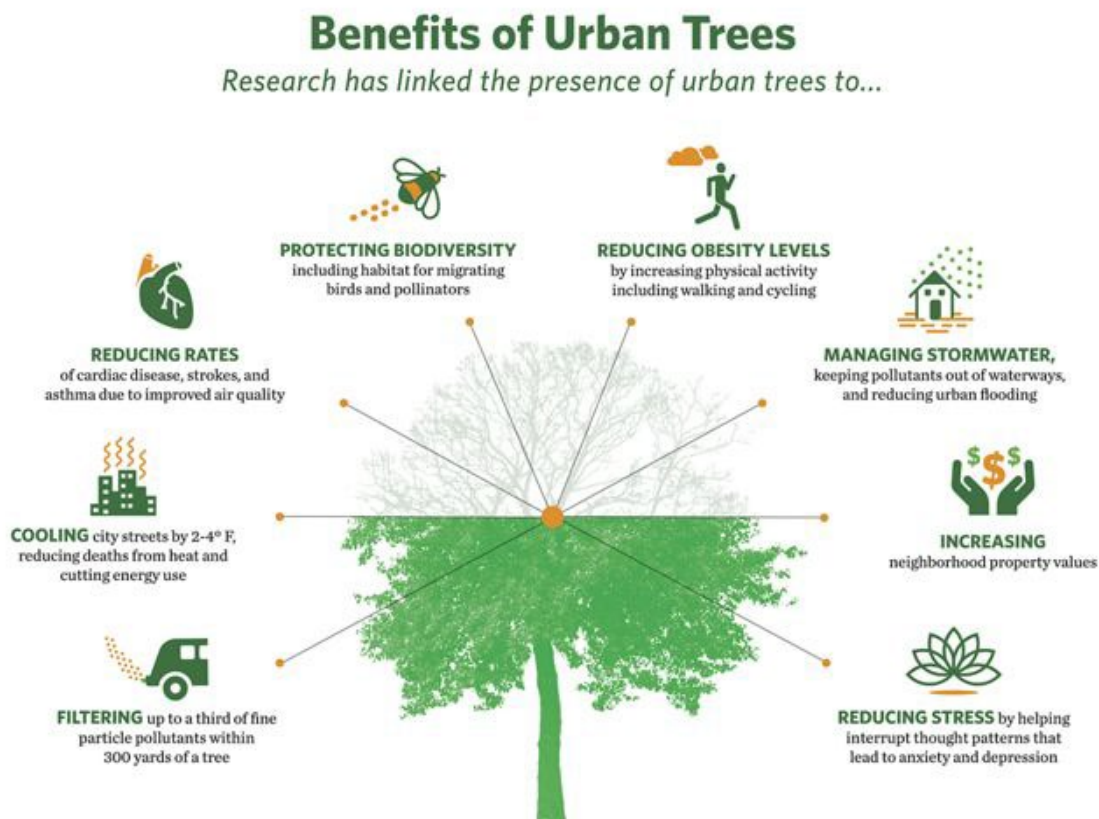 Benefits of Urban Trees
Research has linked the presence of urban trees to...
PROTECTING BIODIVERSITY
including habitat for migrating
birds and pollinators
REDUCING OBESITY LEVELS
by increasing physical activity
including walking and cycling
REDUCING RATES
of cardiac disease, strokes, and
asthma due to improved air quality
MANAGING STORMWATER,
keeping pollutants out of waterways,
and reducing urban flooding
COOLING city streets by 2-4° F,
reducing deaths from heat and
cutting energy use
$ $ $
INCREASING
neighborhood property values
FILTERING up to a third of fine
particle pollutants within
300 yards of a tree
REDUCING STRESS by helping
interrupt thought patterns that
lead to anxiety and depression